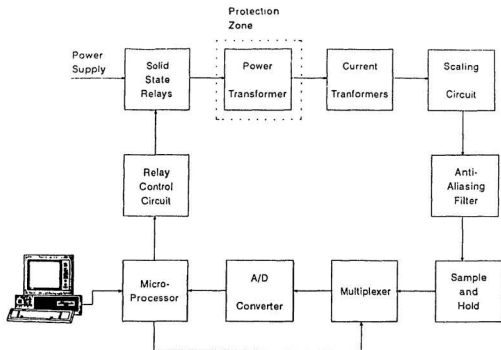 Protection
Zone
Power
Supply
Solid
State
Relays
Power
Transformer
Current
Tranformers
Scaling
Circuit
Relay
Control
Circuit
Anti-
Aliasing
Filter
Micro-
Processor
A/D
Converter
Multiplexer
Sample
and
Hold